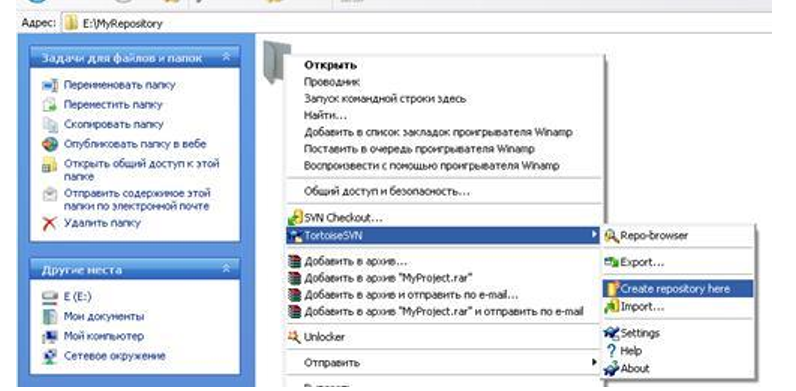 Адрес: E:\MyRepository
Задачи для файлов и папок
Переименовать папку
Переместить папку
Скопировать папку
Опубликовать папку в вебе
Открыть общий доступ к этой
папке
Отправить содержимое этой
папки по электронной почте
Удалить папку
Другие места
E (E:)
Мои документы
Мой компьютер
Сетевое окружение
Открыть
Проводник
Запуск командной строки здесь
Найти...
Добавить в список закладок проигрывателя Winamp
Поставить в очередь проигрывателя Winamp
Воспроизвести с помощью проигрывателя Winamp
Общий доступ и безопасность...
SVN Checkout...
TortoiseSVN
Добавить в архив...
Добавить в архив "MyProject.rar"
Добавить в архив и отправить по e-mail...
Добавить в архив "MyProject.rar" и отправить по e-mail
Unlocker
Отправить
Repo-browser
Export...
Create repository here
Import...
Settings
Help
About